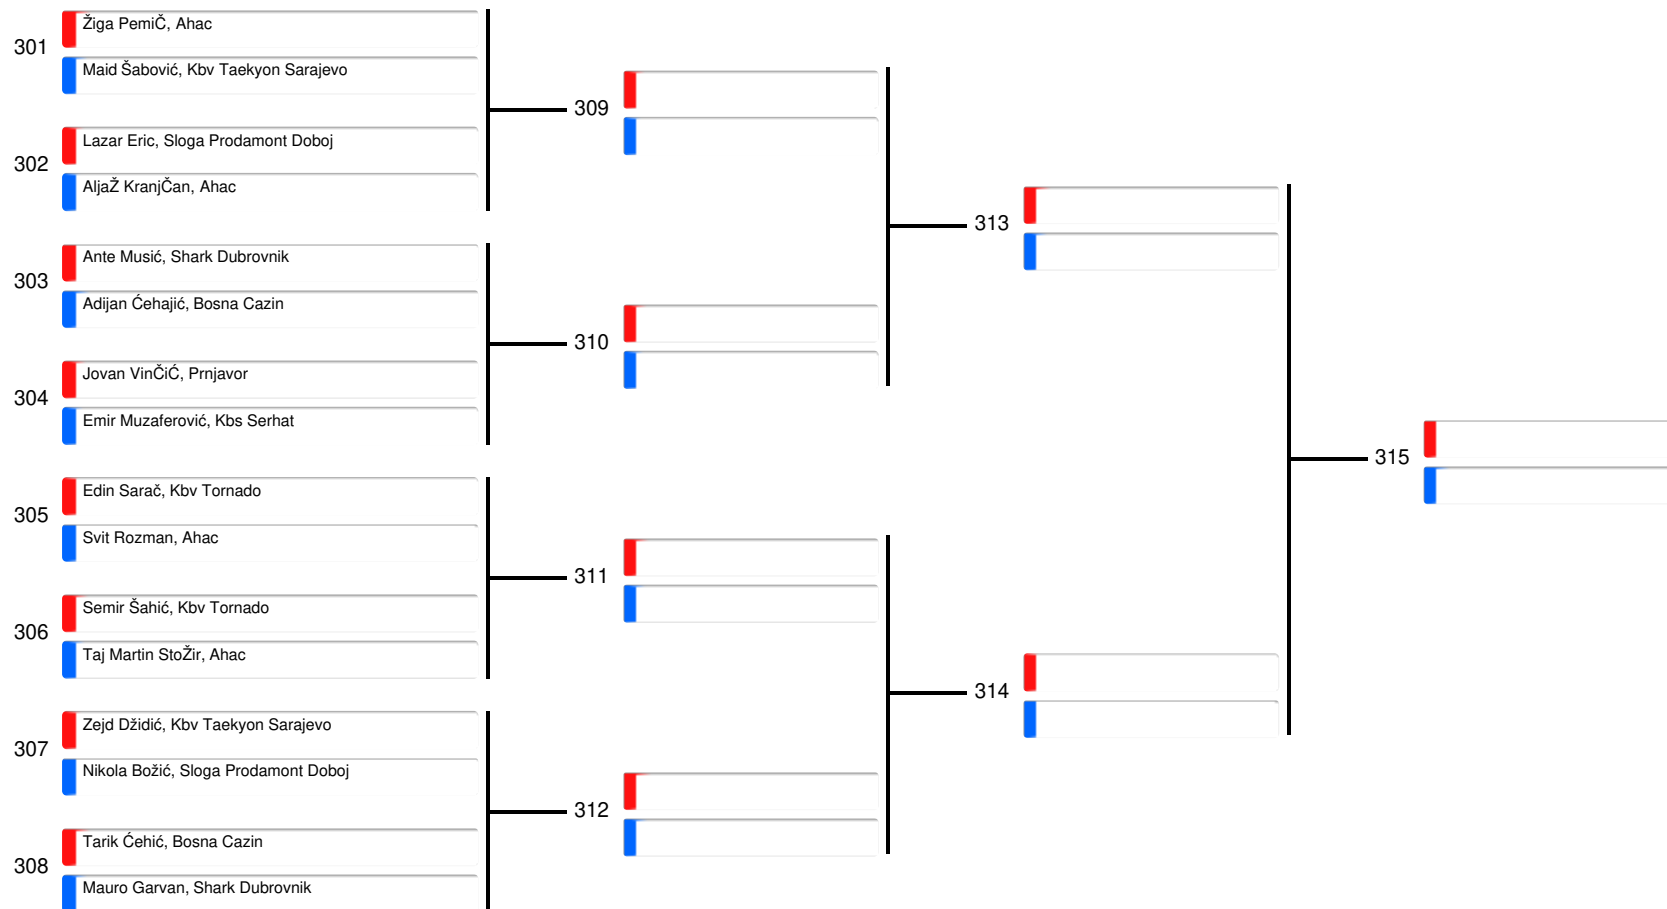 301
Žiga PemiČ, Ahac
Maid Šabović, Kbv Taekyon Sarajevo
302
Lazar Eric, Sloga Prodamont Doboj
AljaŽ KranjČan, Ahac
303
Ante Musić, Shark Dubrovnik
Adijan Ćehajić, Bosna Cazin
304
Jovan VinČiĆ, Prnjavor
Emir Muzaferović, Kbs Serhat
305
Edin Sarač, Kbv Tornado
Svit Rozman, Ahac
306
Semir Šahić, Kbv Tornado
Taj Martin StoŽir, Ahac
307
Zejd Džidić, Kbv Taekyon Sarajevo
Nikola Božić, Sloga Prodamont Doboj
308
Tarik Ćehić, Bosna Cazin
Mauro Garvan, Shark Dubrovnik
309
310
311
312
313
314
315